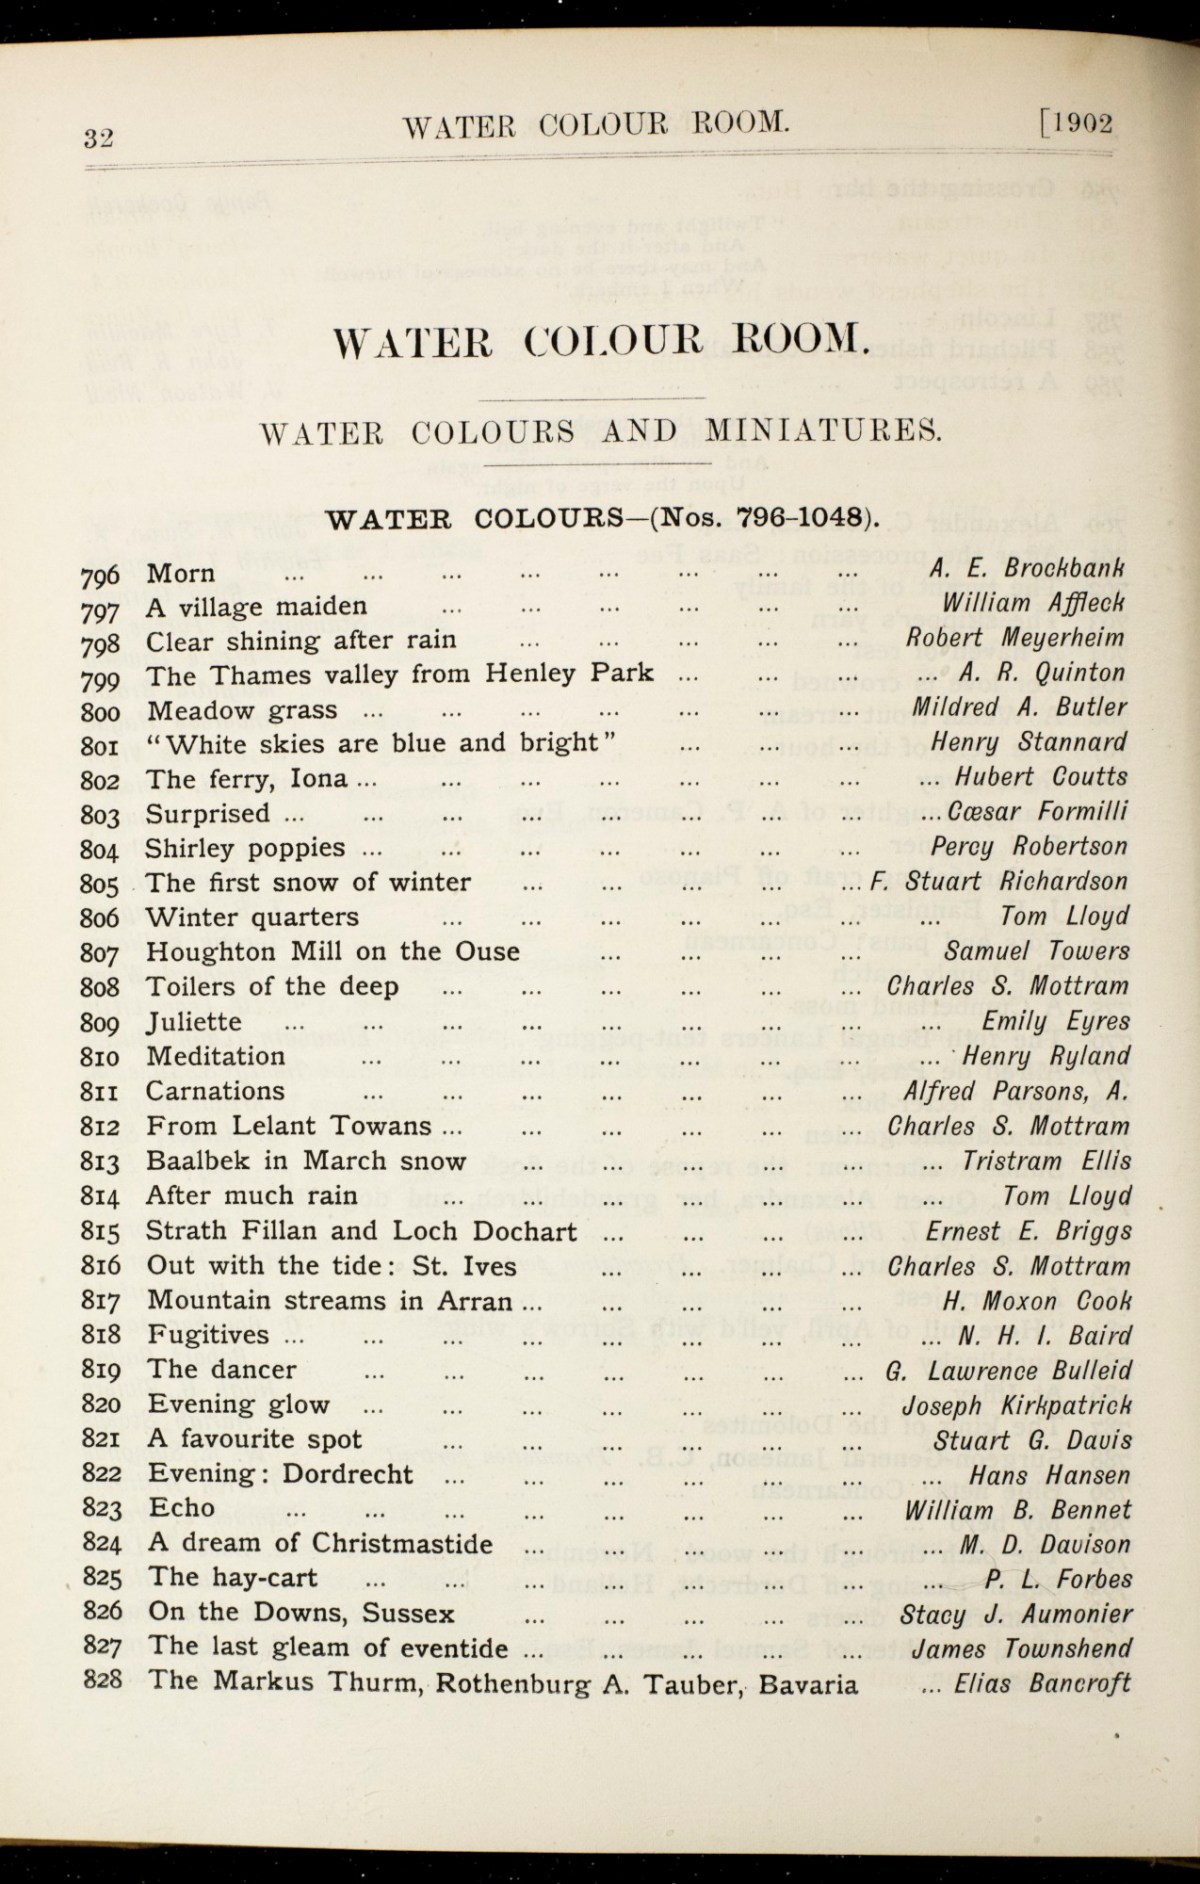 32 WATER COLOUR ROOM. [1902
WATER COLOUR ROOM.
WATER COLOURS AND MINIATURES.
WATER COLOURS—(Nos. 796-1048).
796 Morn ... ... ... ... ... ... ... ... A. E. Brockbank
797 A village maiden ... ... ... ... ... ... William Affleck
798 Clear shining after rain ... ... ... ... ... Robert Meyerheim
799 The Thames valley from Henley Park ... ... ... ... A. R. Quinton
800 Meadow grass ... ... ... ... ... ... ... Mildred A. Butler
801 "White skies are blue and bright" ... ... ... Henry Stannard
802 The ferry, Iona ... ... ... ... ... ... ... ... Hubert Coutts
803 Surprised ... ... ... ... ... ... ... ... ... Cæsar Formilli
804 Shirley poppies ... ... ... ... ... ... ... Percy Robertson
805 The first snow of winter ... ... ... ... ... F. Stuart Richardson
806 Winter quarters ... ... ... ... ... ... ... Tom Lloyd
807 Houghton Mill on the Ouse ... ... ... ... Samuel Towers
808 Toilers of the deep ... ... ... ... ... ... Charles S. Mottram
809 Juliette ... ... ... ... ... ... ... ... ... Emily Eyres
810 Meditation ... ... ... ... ... ... ... ... Henry Ryland
811 Carnations ... ... ... ... ... ... ... Alfred Parsons, A.
812 From Lelant Towans ... ... ... ... ... ... Charles S. Mottram
813 Baalbek in March snow ... ... ... ... ... ... Tristram Ellis
814 After much rain ... ... ... ... ... ... ... Tom Lloyd
815 Strath Fillan and Loch Dochart ... ... ... ... Ernest E. Briggs
816 Out with the tide: St. Ives ... ... ... ... Charles S. Mottram
817 Mountain streams in Arran ... ... ... ... ... H. Moxon Cook
818 Fugitives ... ... ... ... ... ... ... ... ... N. H. I. Baird
819 The dancer ... ... ... ... ... ... ... G. Lawrence Bulleid
820 Evening glow ... ... ... ... ... ... ... Joseph Kirkpatrick
821 A favourite spot ... ... ... ... ... ... Stuart G. Davis
822 Evening: Dordrecht ... ... ... ... ... ... ... Hans Hansen
823 Echo ... ... ... ... ... ... ... ... William B. Bennet
824 A dream of Christmastide ... ... ... ... ... ... M. D. Davison
825 The hay-cart ... ... ... ... ... ... ... ... P. L. Forbes
826 On the Downs, Sussex ... ... ... ... ... Stacy J. Aumonier
827 The last gleam of eventide ... ... ... ... ... James Townshend
828 The Markus Thurm, Rothenburg A. Tauber, Bavaria ... Elias Bancroft